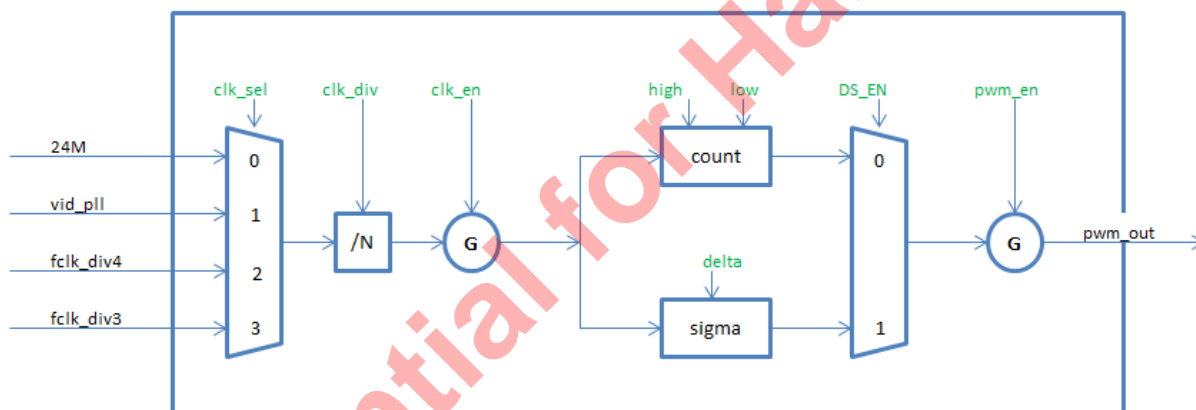 clk_sel clk_div clk_en high low DS_EN pwm_en
24M
0 count 0
vid_pll
1
/N G G pwm_out
fclk_div4
2 delta
fclk_div3
3 sigma 1
ntial for Ha